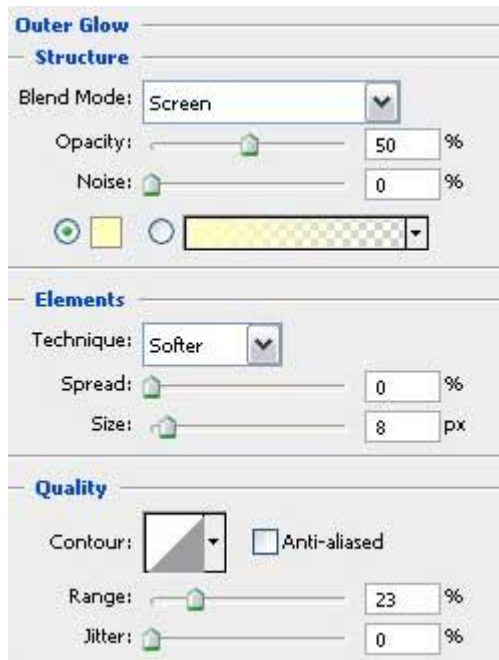 Outer Glow
Structure
Blend Mode: Screen
Opacity: 50 %
Noise: 0 %
Elements
Technique: Softer
Spread: 0 %
Size: 8 px
Quality
Contour: Anti-aliased
Range: 23 %
Jitter: 0 %